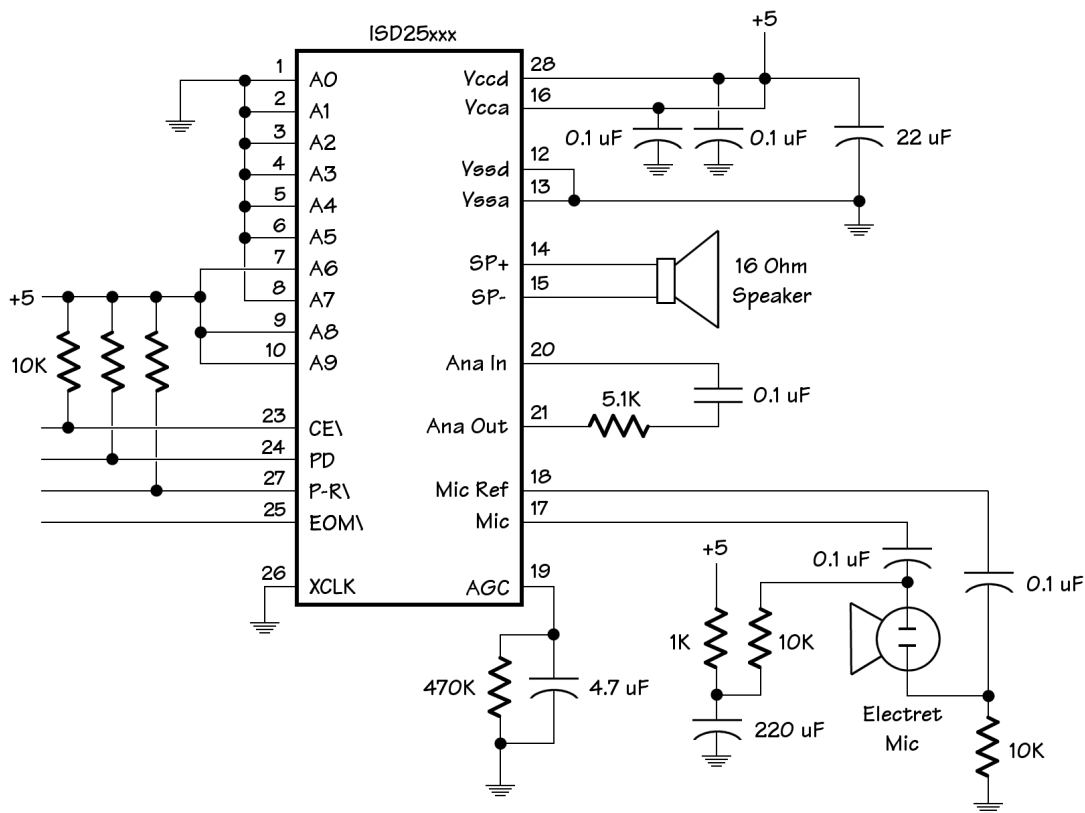 ISD25xxx
+5
1 A0
2 A1
3 A2
4 A3
5 A4
6 A5
7 A6
8 A7
9 A8
10 A9
+5
10K
23 CE\
24 PD
27 P-R\
25 EOM\
26 XCLK
Vccd 28
Vcca 16
0.1 uF
0.1 uF
22 uF
Vssd 12
Vssa 13
SP+ 14
SP- 15
16 Ohm
Speaker
Ana In 20
Ana Out 21
5.1K
0.1 uF
Mic Ref 18
Mic 17
AGC 19
470K
4.7 uF
+5
1K
10K
220 uF
0.1 uF
0.1 uF
Electret
Mic
10K